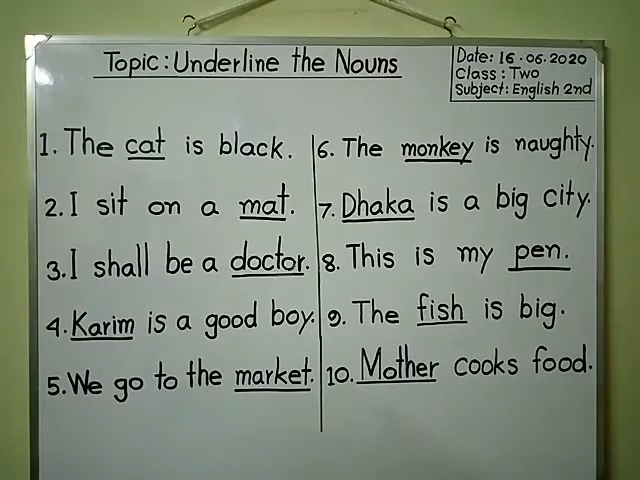 Topic: Underline the Nouns
Date: 16.06.2020
Class: Two
Subject: English 2nd
1. The cat is black.
2. I sit on a mat.
3. I shall be a doctor.
4. Karim is a good boy.
5. We go to the market.
6. The monkey is naughty.
7. Dhaka is a big city.
8. This is my pen.
9. The fish is big.
10. Mother cooks food.